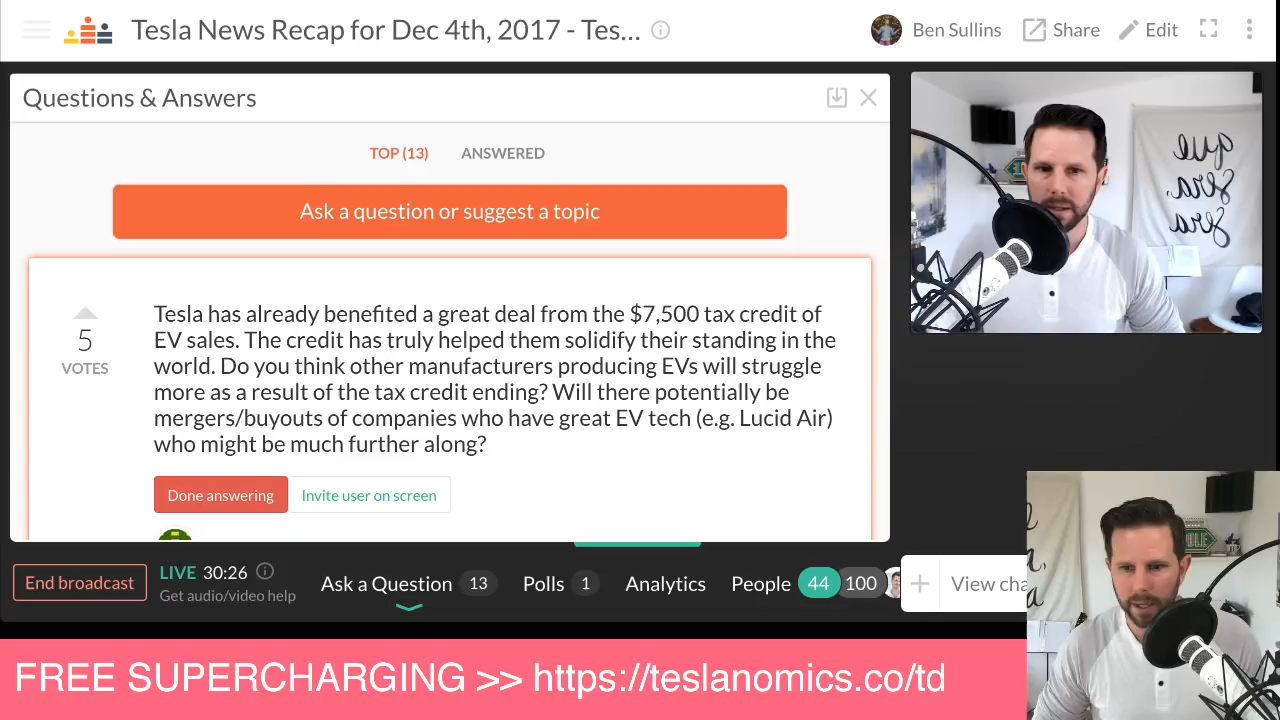 Tesla News Recap for Dec 4th, 2017 - Tes...
Ben Sullins
Share
Edit
Questions & Answers
TOP (13)
ANSWERED
Ask a question or suggest a topic
5
VOTES
Tesla has already benefited a great deal from the $7,500 tax credit of
EV sales. The credit has truly helped them solidify their standing in the
world. Do you think other manufacturers producing EVs will struggle
more as a result of the tax credit ending? Will there potentially be
mergers/buyouts of companies who have great EV tech (e.g. Lucid Air)
who might be much further along?
Done answering
Invite user on screen
que
sera,
sera
End broadcast
LIVE 30:26
Get audio/video help
Ask a Question 13
Polls 1
Analytics
People 44 100
View cha
FREE SUPERCHARGING >> https://teslanomics.co/td